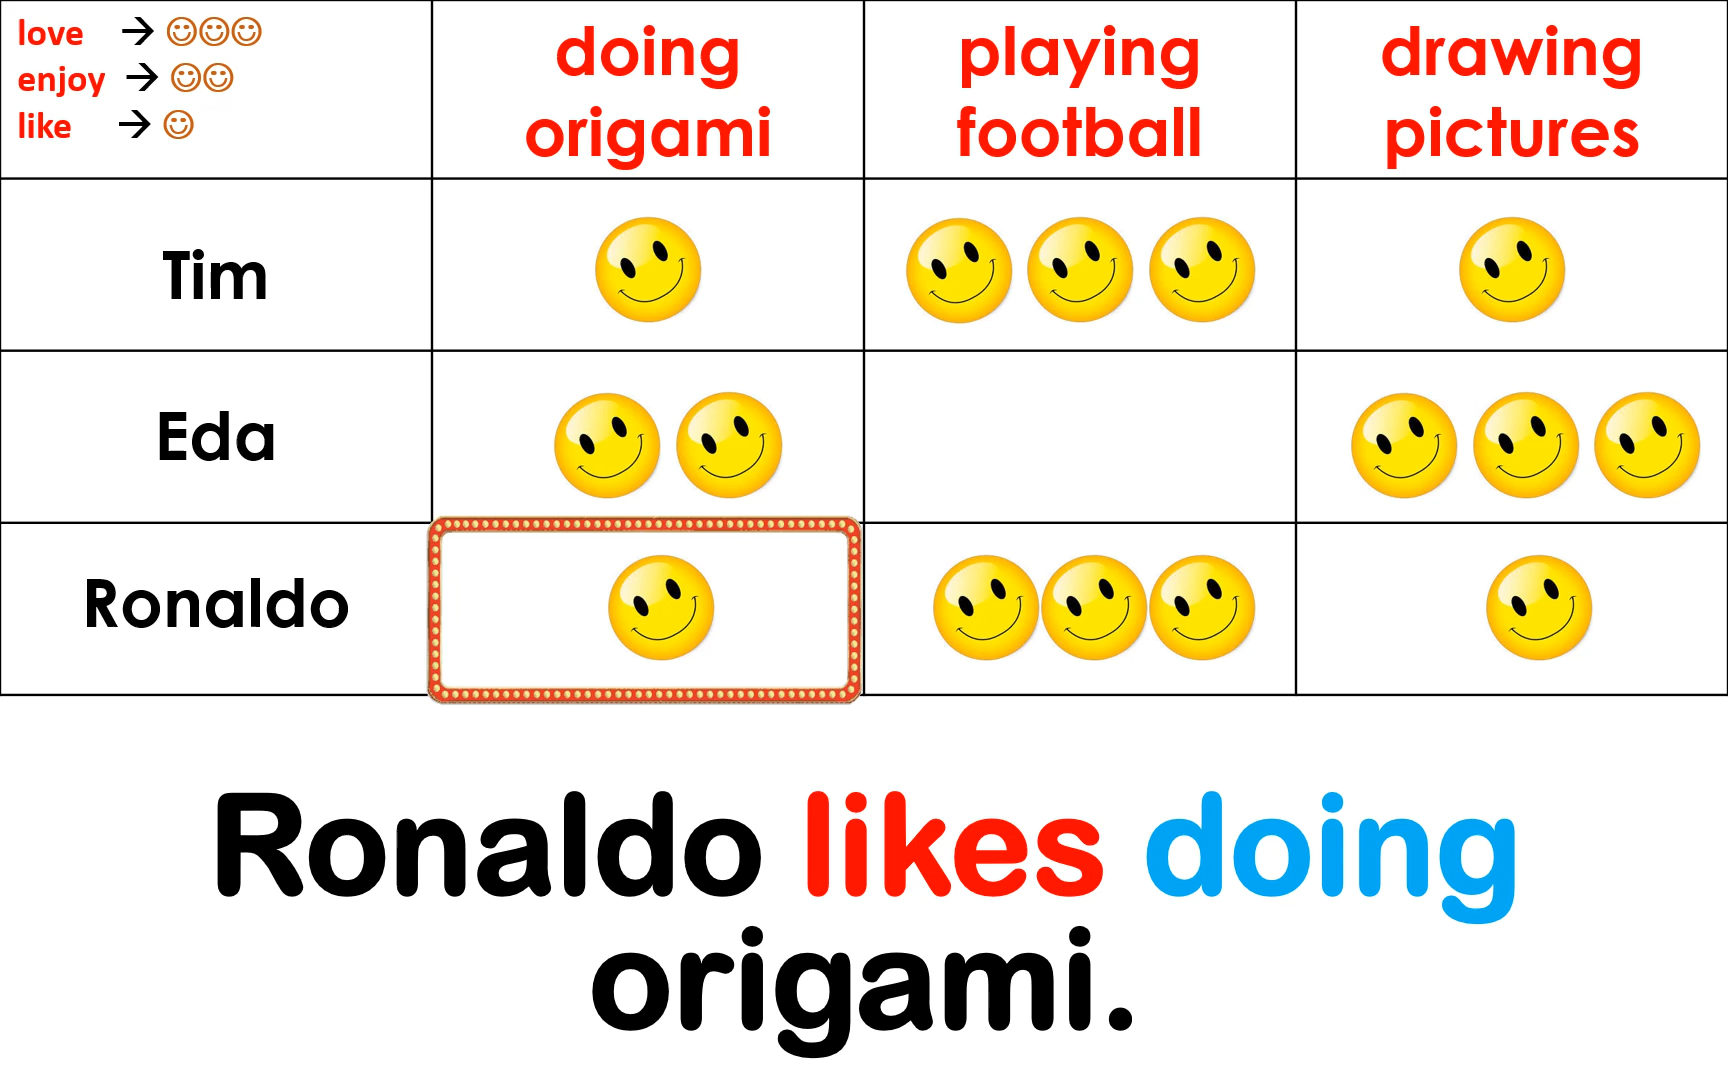 love →
enjoy →
like →
doing
origami
playing
football
drawing
pictures
Tim
Eda
Ronaldo
Ronaldo likes doing
origami.